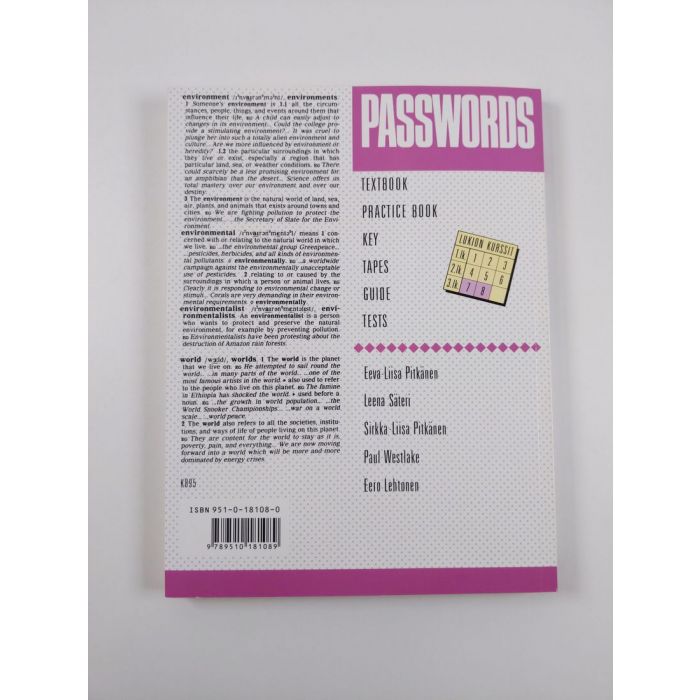 environment /ɪ¹nvaɪərən⁰mə²nt/, environments.
1 Someone's environment is 1.1 all the circum-
stances, people, things, and events around them that
influence their life. EG A child can easily adjust to
changes in its environment... Could the college pro-
vide a stimulating environment?... It was cruel to
plunge her into such a totally alien environment and
culture... Are we more influenced by environment or
heredity? 1.2 the particular surroundings in which
they live or exist, especially a region that has
particular land, sea, or weather conditions. EG There
could scarcely be a less promising environment for
an amphibian than the desert... Science offers us
total mastery over our environment and over our
destiny.
3 The environment is the natural world of land, sea,
air, plants, and animals that exists around towns and
cities. EG We are fighting pollution to protect the
environment... ...the Secretary of State for the Envi-
ronment.
environmental means 1 con-
cerned with or relating to the natural world in which
we live. EG ...the environmental group Greenpeace...
...pesticides, herbicides, and all kinds of environmen-
tal pollutants. ◊ environmentally. EG ...a worldwide
campaign against the environmentally unacceptable
use of pesticides. 2 relating to or caused by the
surroundings in which a person or animal lives. EG
Clearly it is responding to environmental change or
stimuli... Corals are very demanding in their environ-
mental requirements. ◊ environmentally.
environmentalist, envi-
ronmentalists. An environmentalist is a person
who wants to protect and preserve the natural
environment, for example by preventing pollution.
EG Environmentalists have been protesting about the
destruction of Amazon rain forests.
world /wɜːld/, worlds. 1 The world is the planet
that we live on. EG He attempted to sail round the
world... ...in many parts of the world... ...one of the
most famous artists in the world. • also used to refer
to the people who live on this planet. EG The famine
in Ethiopia has shocked the world. • used before a
noun. EG ...the growth in world population... ...the
World Snooker Championships... ...war on a world
scale... ...world peace.
2 The world also refers to all the societies, institu-
tions, and ways of life of people living on this planet.
EG They are content for the world to stay as it is,
poverty, pain, and everything... We are now moving
forward into a world which will be more and more
dominated by energy crises.
K895
ISBN 951-0-18108-0
9 789510 181089
PASSWORDS
TEXTBOOK
PRACTICE BOOK
KEY
TAPES
GUIDE
TESTS
LUKION KURSSIT
1.lk 1 2 3
2.lk 4 5 6
3.lk 7 8
Eeva-Liisa Pitkänen
Leena Säteri
Sirkka-Liisa Pitkänen
Paul Westlake
Eero Lehtonen